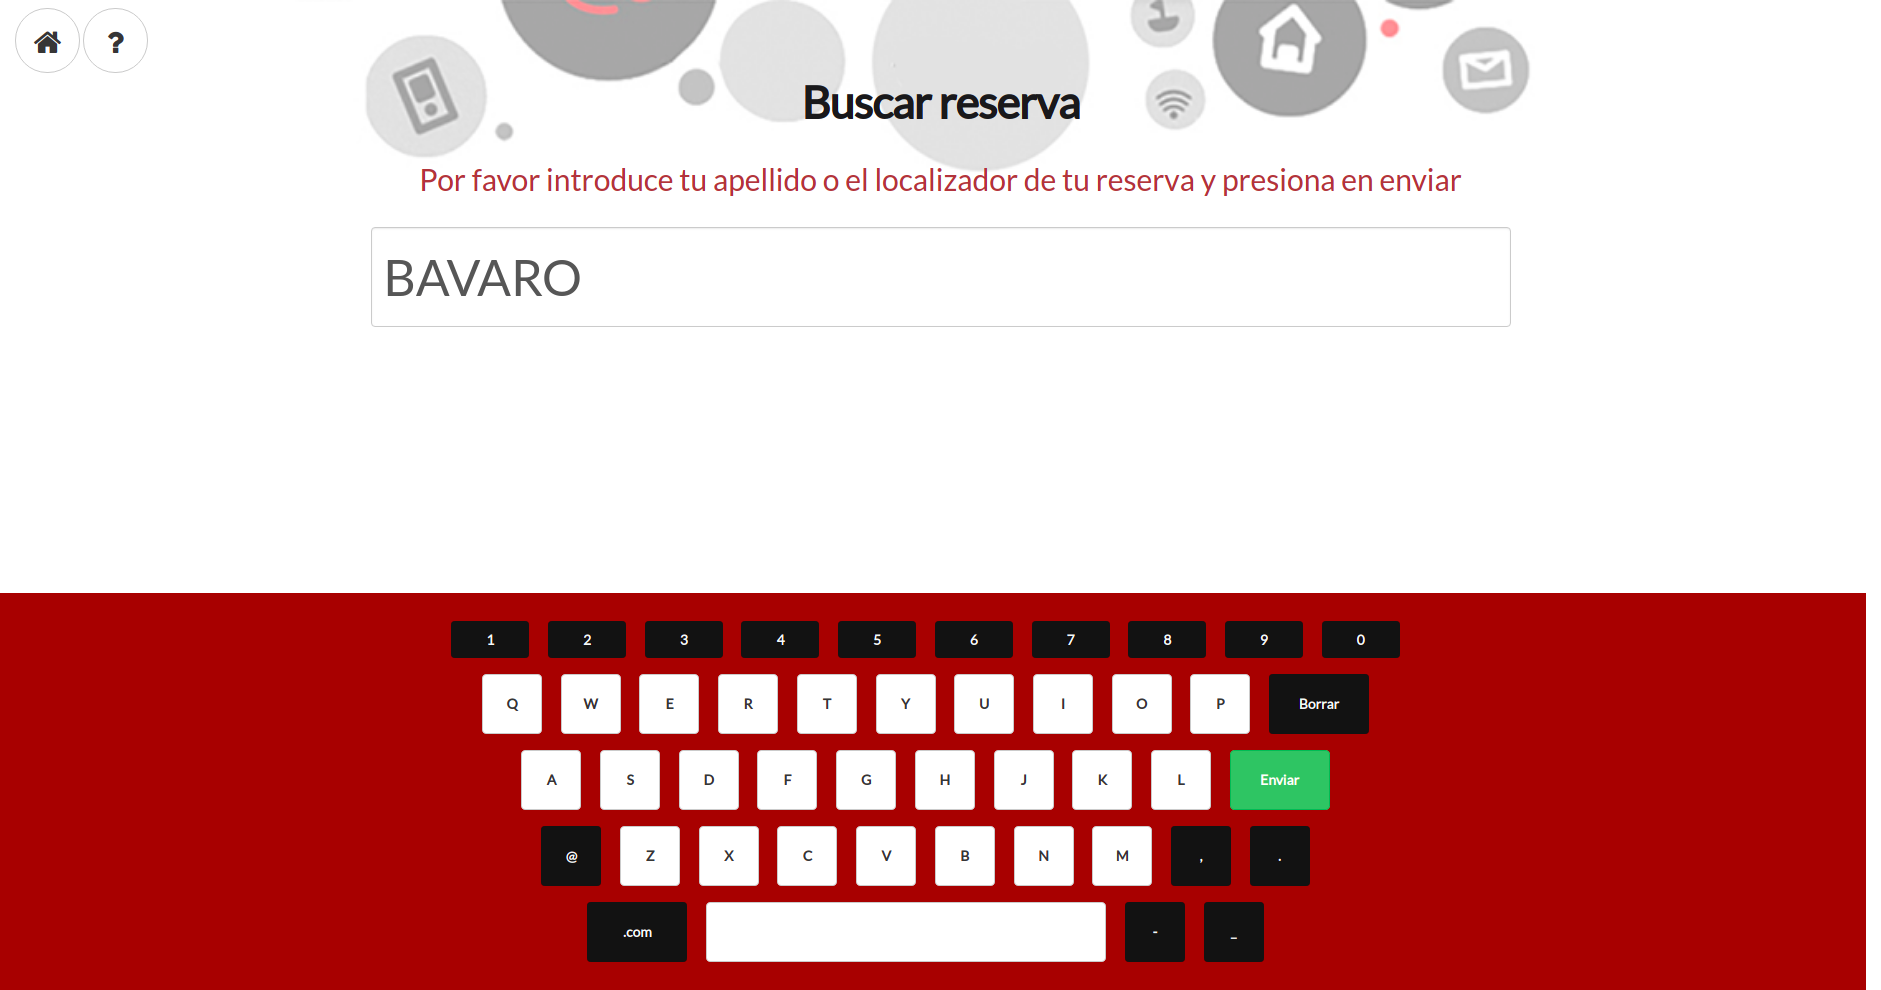 ?
Buscar reserva
Por favor introduce tu apellido o el localizador de tu reserva y presiona en enviar
BAVARO
1 2 3 4 5 6 7 8 9 0
Q W E R T Y U I O P Borrar
A S D F G H J K L Enviar
@ Z X C V B N M , .
.com - _